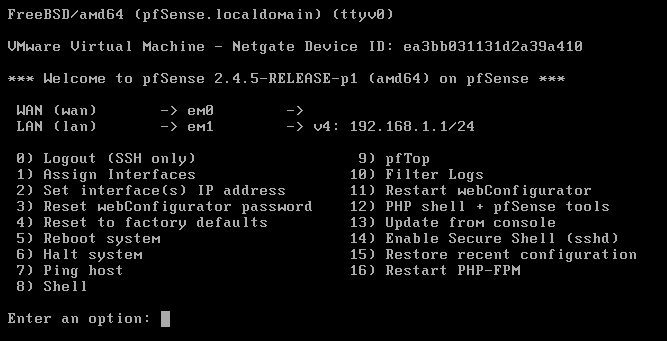 FreeBSD/amd64 (pfSense.localdomain) (ttyv0)
VMware Virtual Machine - Netgate Device ID: ea3bb031131d2a39a410
*** Welcome to pfSense 2.4.5-RELEASE-p1 (amd64) on pfSense ***
WAN (wan) -> em0 ->
LAN (lan) -> em1 -> v4: 192.168.1.1/24
0) Logout (SSH only) 9) pfTop
1) Assign Interfaces 10) Filter Logs
2) Set interface(s) IP address 11) Restart webConfigurator
3) Reset webConfigurator password 12) PHP shell + pfSense tools
4) Reset to factory defaults 13) Update from console
5) Reboot system 14) Enable Secure Shell (sshd)
6) Halt system 15) Restore recent configuration
7) Ping host 16) Restart PHP-FPM
8) Shell
Enter an option: